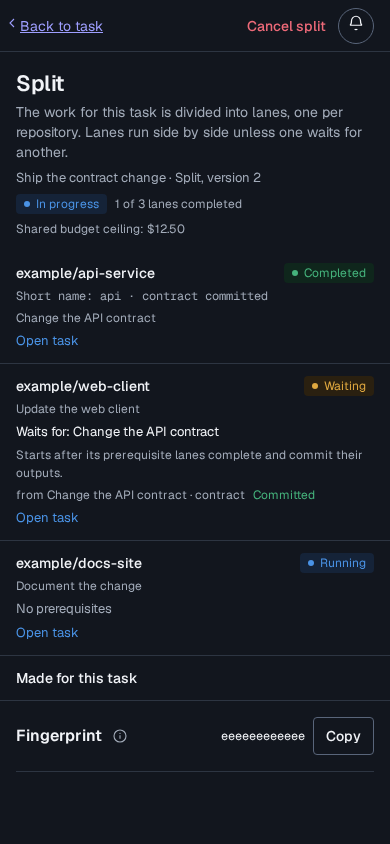 Back to task
Cancel split
Split
The work for this task is divided into lanes, one per
repository. Lanes run side by side unless one waits for
another.
Ship the contract change · Split, version 2
In progress
1 of 3 lanes completed
Shared budget ceiling: $12.50
example/api-service
Completed
Short name: api · contract committed
Change the API contract
Open task
example/web-client
Waiting
Update the web client
Waits for: Change the API contract
Starts after its prerequisite lanes complete and commit their
outputs.
from Change the API contract · contract Committed
Open task
example/docs-site
Running
Document the change
No prerequisites
Open task
Made for this task
Fingerprint
eeeeeeeeeeee
Copy